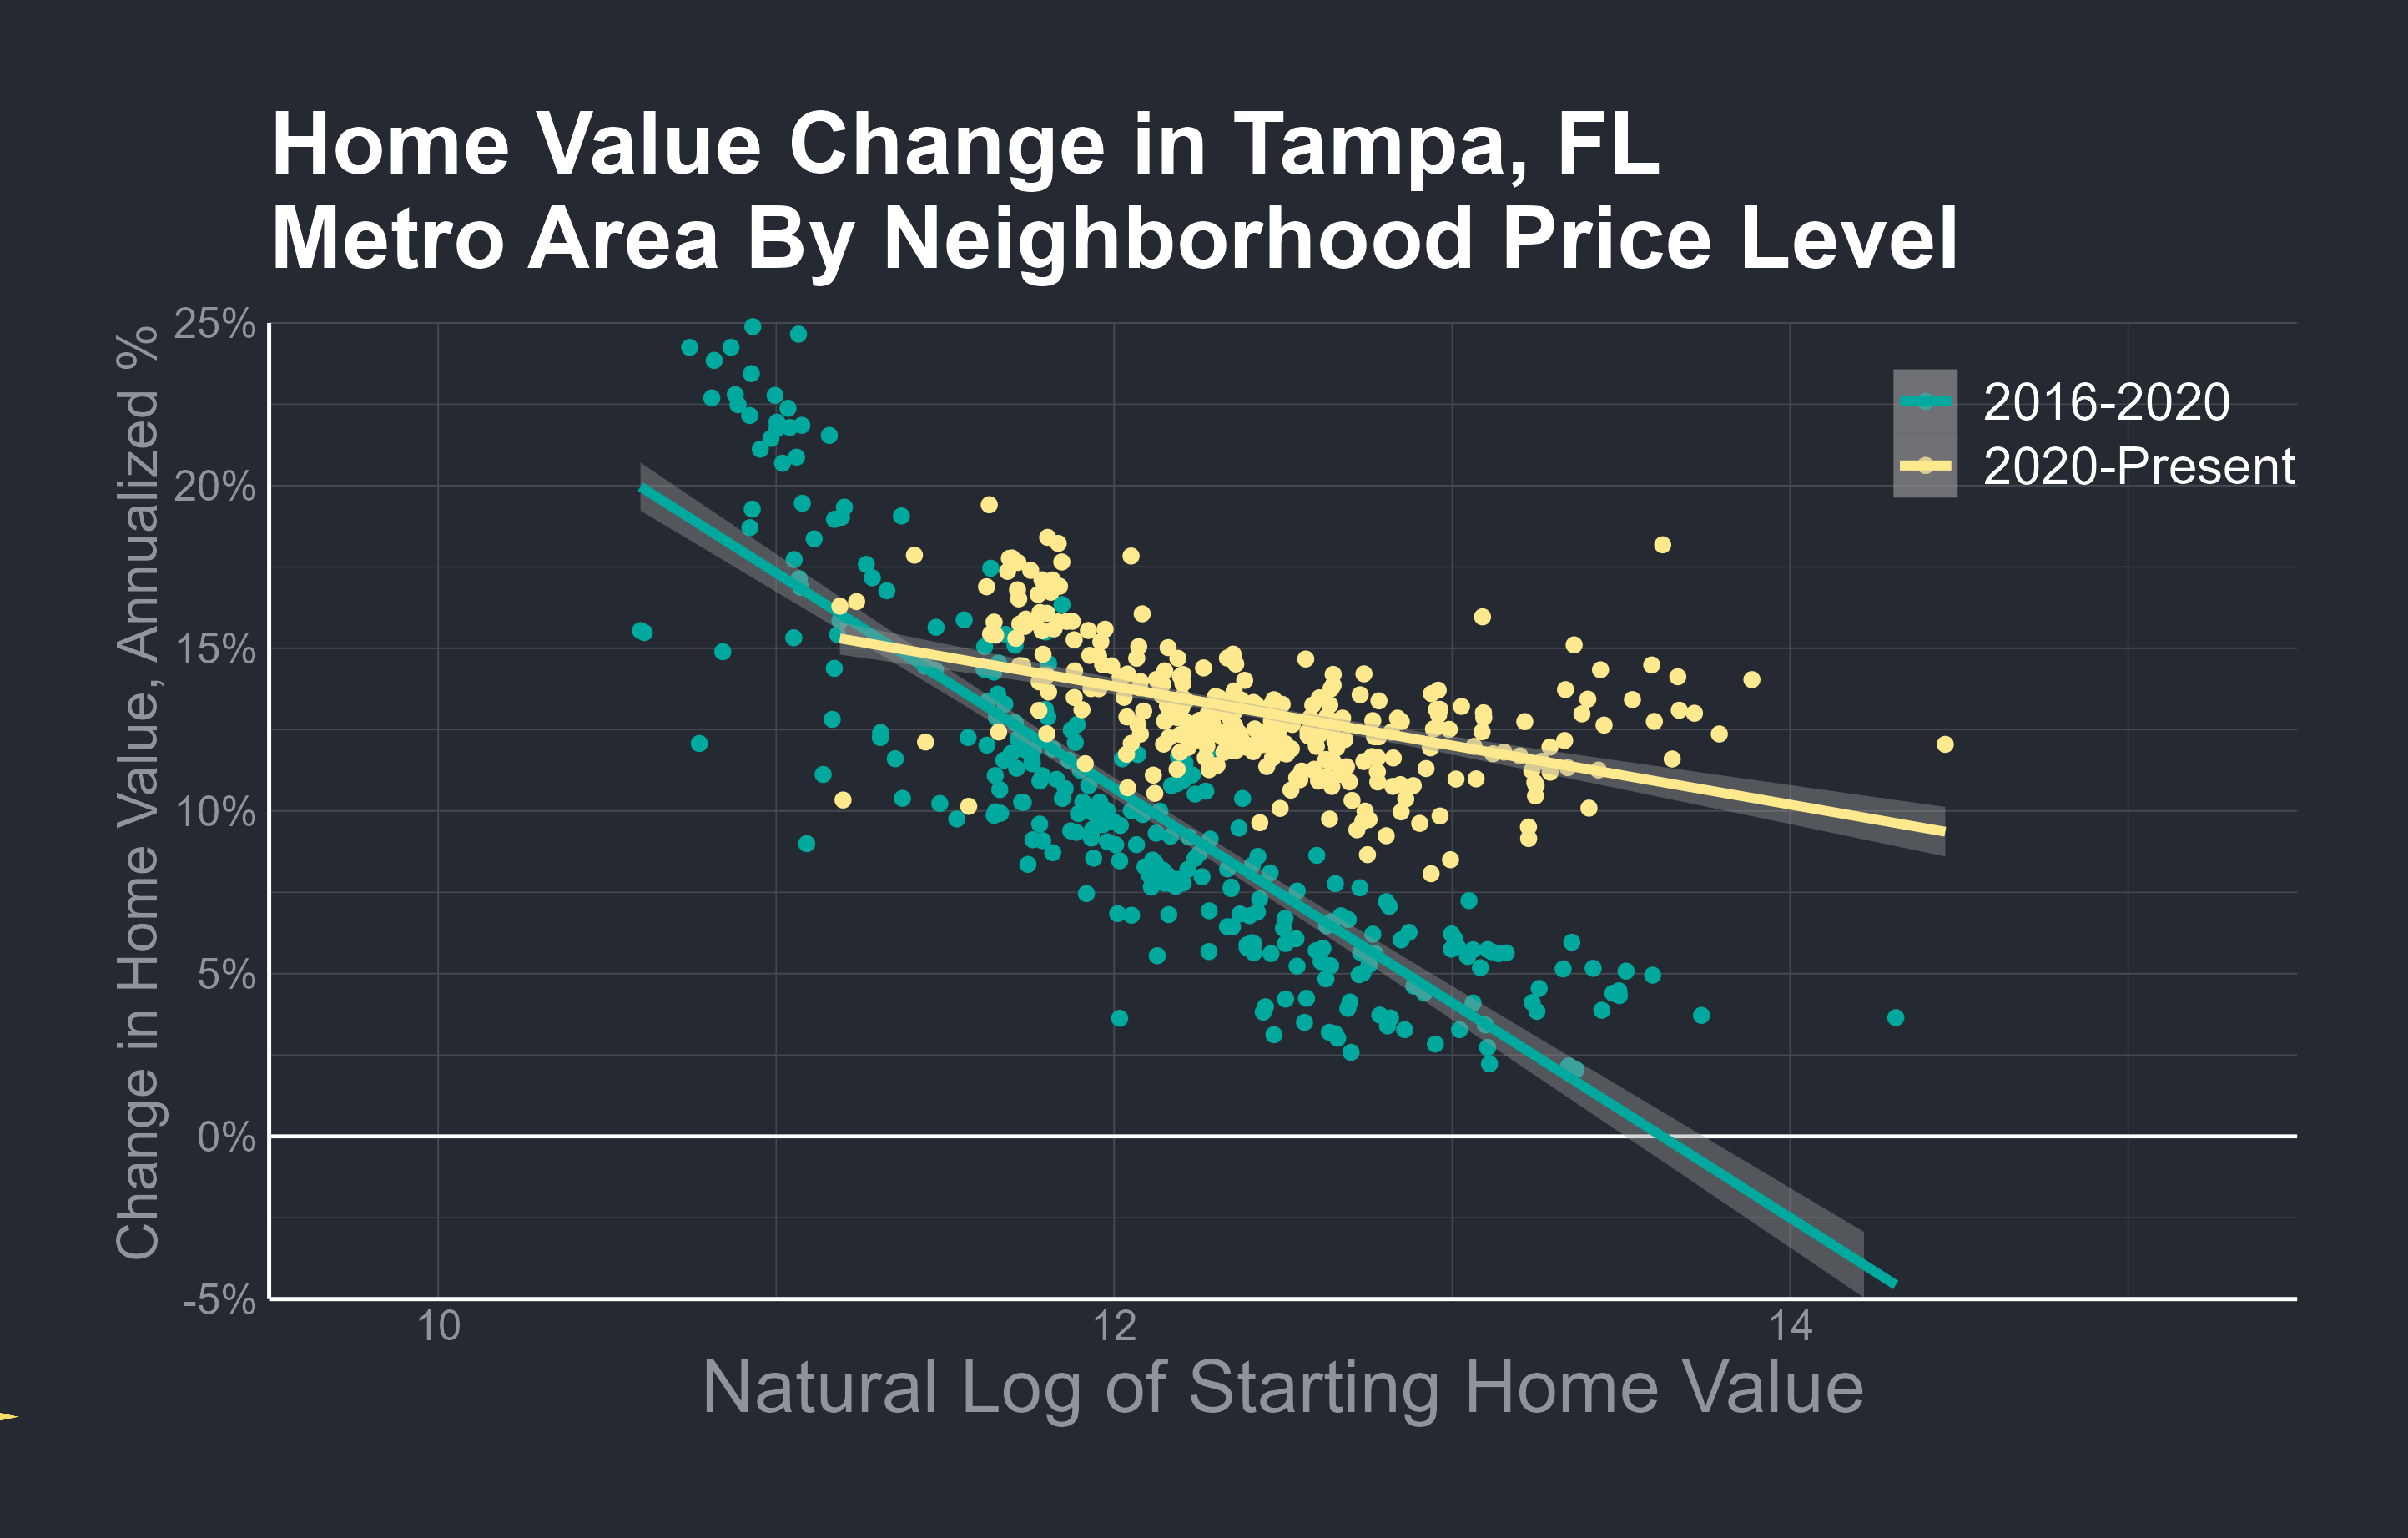 Home Value Change in Tampa, FL
Metro Area By Neighborhood Price Level
Change in Home Value, Annualized %
25%
20%
15%
10%
5%
0%
-5%
2016-2020
2020-Present
10
12
14
Natural Log of Starting Home Value